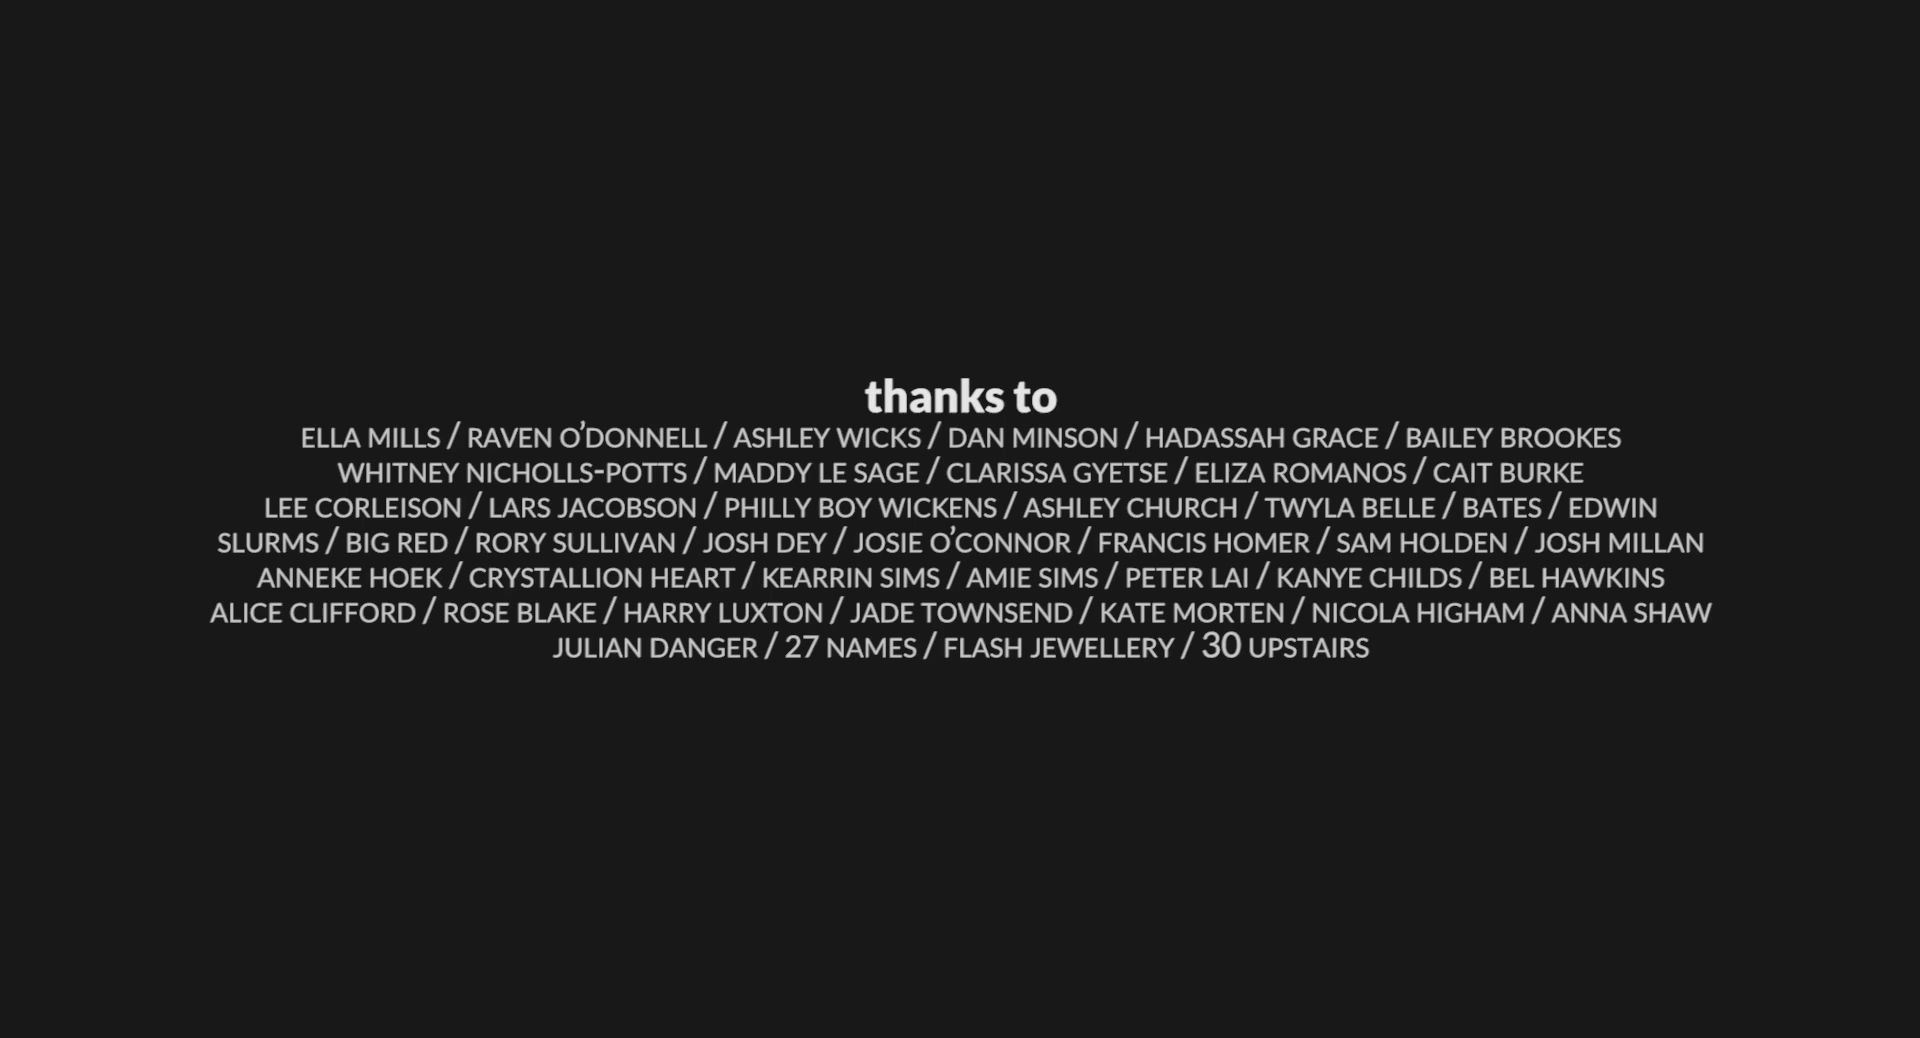 thanks to
ELLA MILLS / RAVEN O’DONNELL / ASHLEY WICKS / DAN MINSON / HADASSAH GRACE / BAILEY BROOKES
WHITNEY NICHOLLS-POTTS / MADDY LE SAGE / CLARISSA GYETSE / ELIZA ROMANOS / CAIT BURKE
LEE CORLEISON / LARS JACOBSON / PHILLY BOY WICKENS / ASHLEY CHURCH / TWYLA BELLE / BATES / EDWIN
SLURMS / BIG RED / RORY SULLIVAN / JOSH DEY / JOSIE O’CONNOR / FRANCIS HOMER / SAM HOLDEN / JOSH MILLAN
ANNEKE HOEK / CRYSTALLION HEART / KEARRIN SIMS / AMIE SIMS / PETER LAI / KANYE CHILDS / BEL HAWKINS
ALICE CLIFFORD / ROSE BLAKE / HARRY LUXTON / JADE TOWNSEND / KATE MORTEN / NICOLA HIGHAM / ANNA SHAW
JULIAN DANGER / 27 NAMES / FLASH JEWELLERY / 30 UPSTAIRS